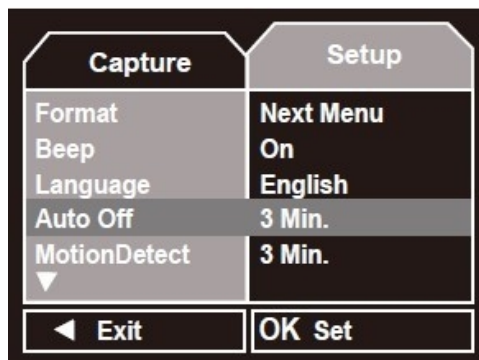 Capture Setup
Format Next Menu
Beep On
Language English
Auto Off 3 Min.
MotionDetect 3 Min.
▼
◀ Exit OK Set